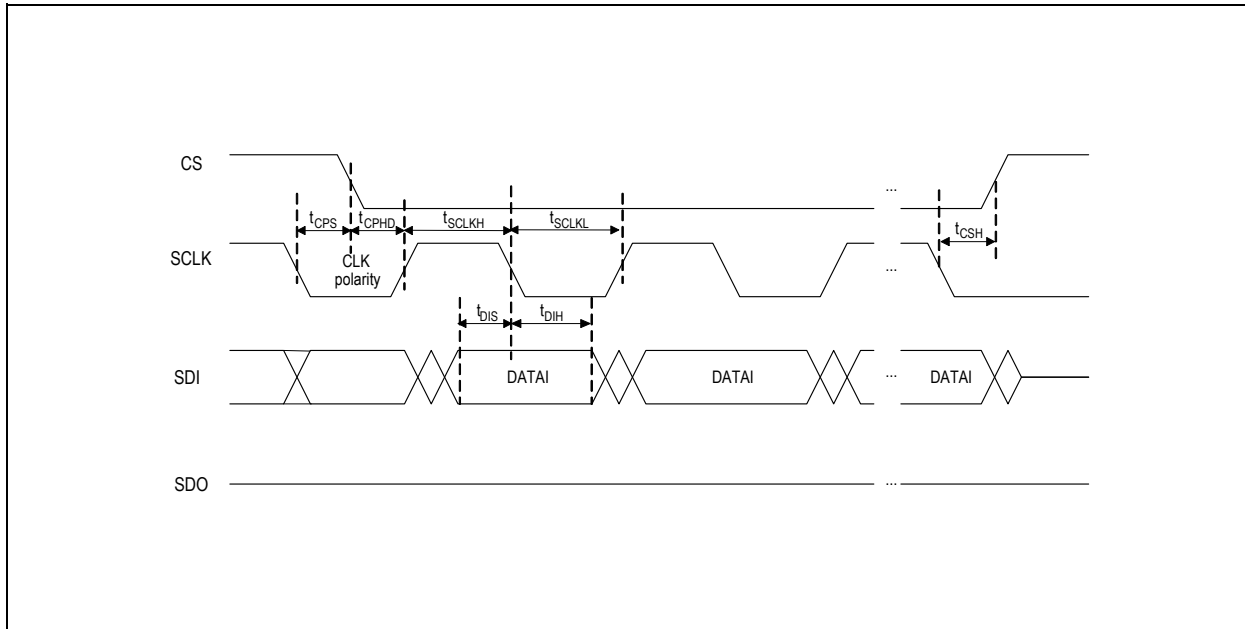 CS
...
tCPS tCPHD tSCLKH tSCLKL
tCSH
SCLK
CLK
polarity
...
tDIS tDIH
SDI
DATAI DATAI ... DATAI
SDO
...